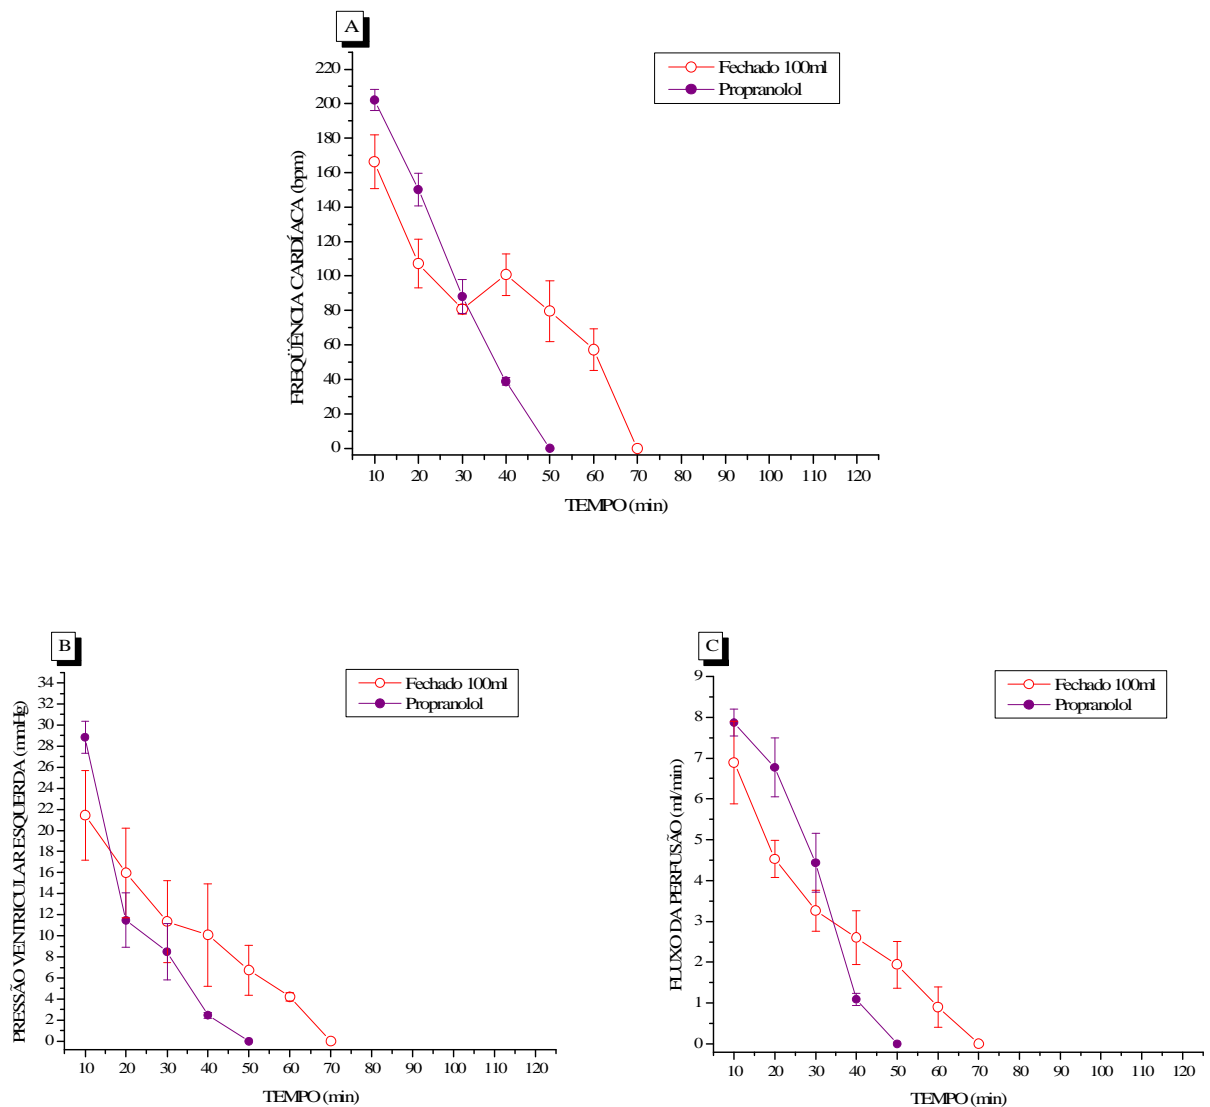 A
Fechado 100ml
Propranolol
FREQÜÊNCIA CARDÍACA (bpm)
220
200
180
160
140
120
100
80
60
40
20
0
10 20 30 40 50 60 70 80 90 100 110 120
TEMPO (min)
B
Fechado 100ml
Propranolol
PRESSÃO VENTRICULAR ESQUERDA (mmHg)
34
32
30
28
26
24
22
20
18
16
14
12
10
8
6
4
2
0
10 20 30 40 50 60 70 80 90 100 110 120
TEMPO (min)
C
Fechado 100ml
Propranolol
FLUXO DA PERFUSÃO (ml/min)
9
8
7
6
5
4
3
2
1
0
10 20 30 40 50 60 70 80 90 100 110 120
TEMPO (min)